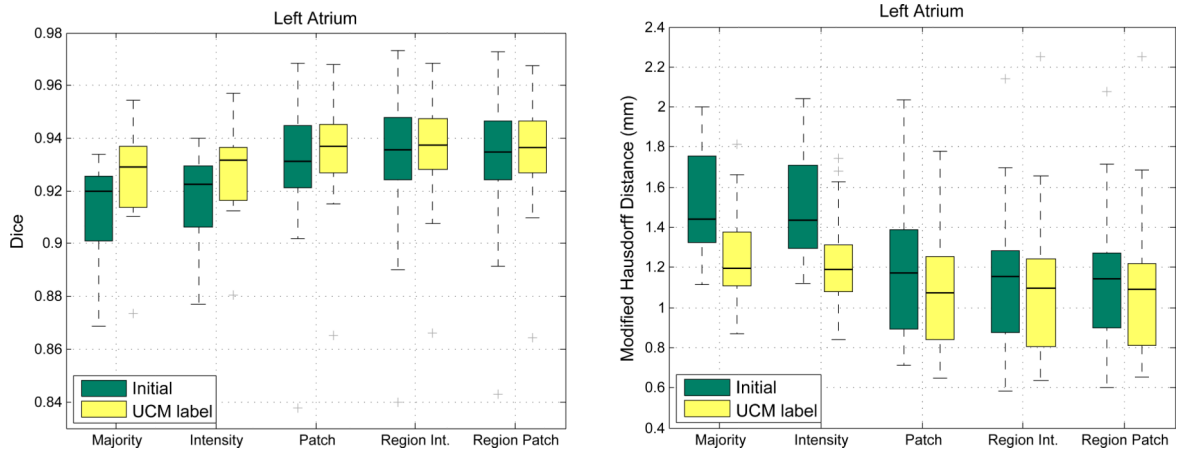 Left Atrium
0.98
0.96
0.94
0.92
0.9
0.88
0.86
0.84
Dice
Initial
UCM label
Majority Intensity Patch Region Int. Region Patch
Left Atrium
2.4
2.2
2
1.8
1.6
1.4
1.2
1
0.8
0.6
0.4
Modified Hausdorff Distance (mm)
Initial
UCM label
Majority Intensity Patch Region Int. Region Patch